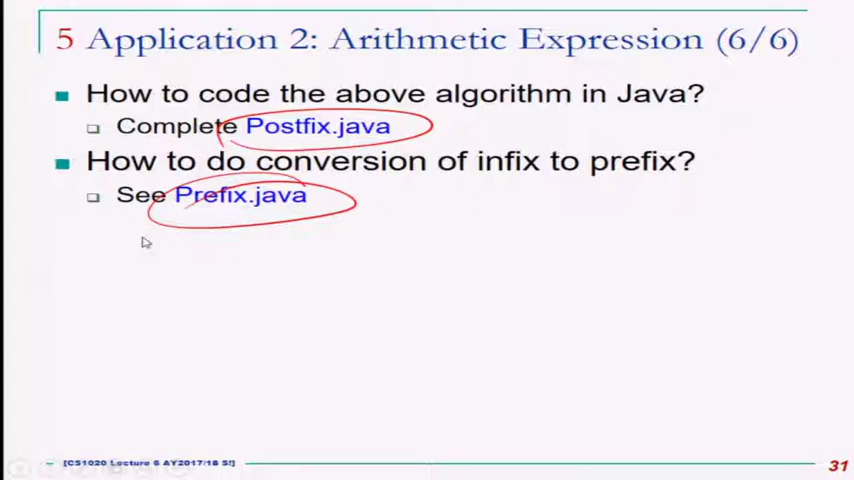 5 Application 2: Arithmetic Expression (6/6)
How to code the above algorithm in Java?
Complete Postfix.java
How to do conversion of infix to prefix?
See Prefix.java
[CS1020 Lecture 6 AY2017/18 S!]
31